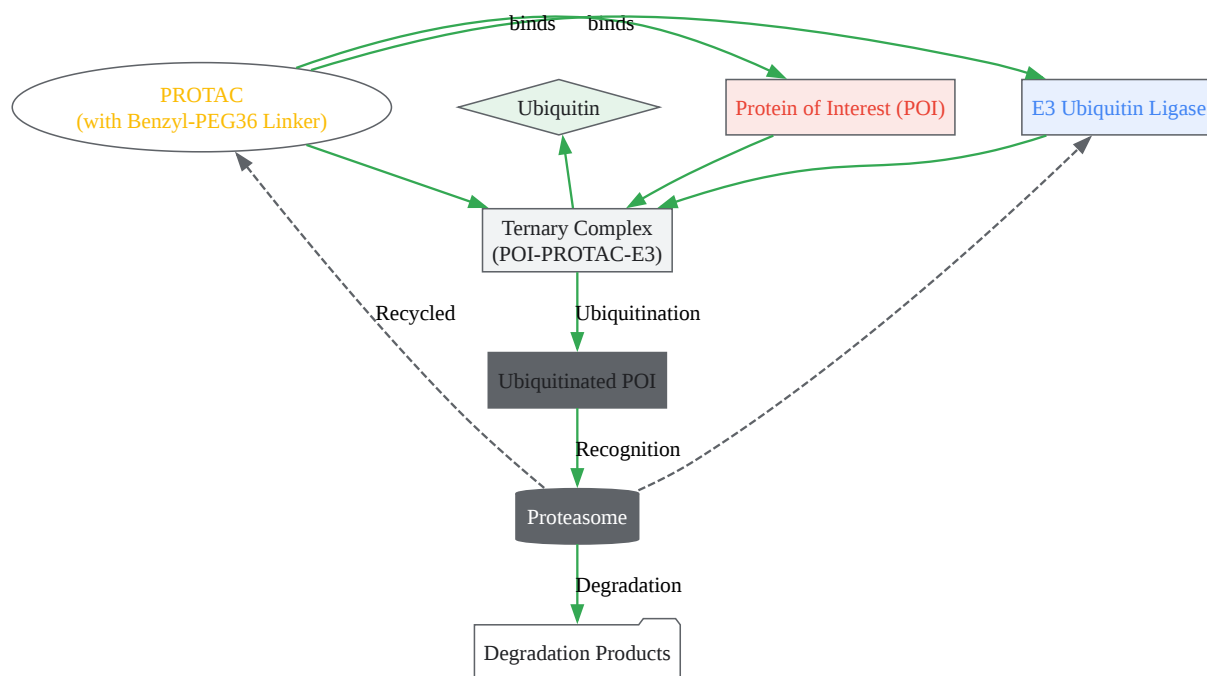 binds
binds
PROTAC
(with Benzyl-PEG36 Linker)
Ubiquitin
Protein of Interest (POI)
E3 Ubiquitin Ligase
Ternary Complex
(POI-PROTAC-E3)
Recycled
Ubiquitination
Ubiquitinated POI
Recognition
Proteasome
Degradation
Degradation Products